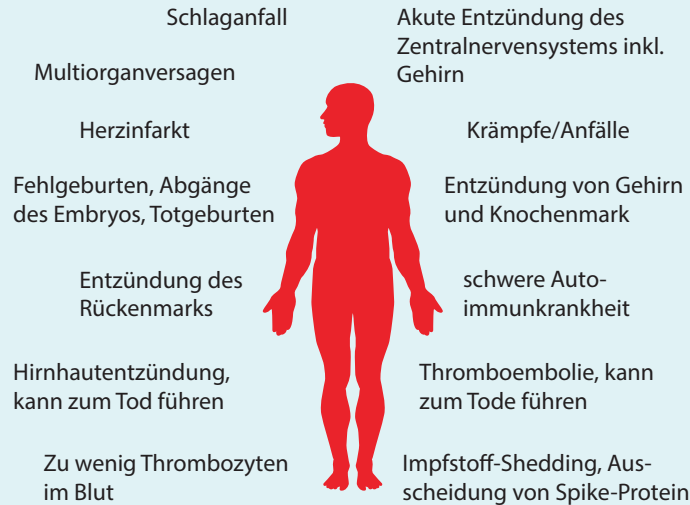 Schlaganfall
Akute Entzündung des
Zentralnervensystems inkl.
Gehirn
Multiorganversagen
Herzinfarkt
Krämpfe/Anfälle
Fehlgeburten, Abgänge
des Embryos, Totgeburten
Entzündung von Gehirn
und Knochenmark
Entzündung des
Rückenmarks
schwere Auto-
immunkrankheit
Hirnhautentzündung,
kann zum Tod führen
Thromboembolie, kann
zum Tode führen
Zu wenig Thrombozyten
im Blut
Impfstoff-Shedding, Aus-
scheidung von Spike-Protein